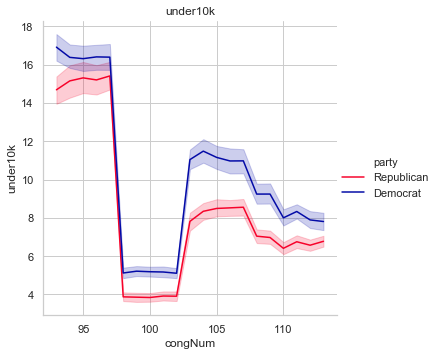 under10k
18
16
14
12
10
8
6
4
under10k
95
100
105
110
congNum
party
Republican
Democrat